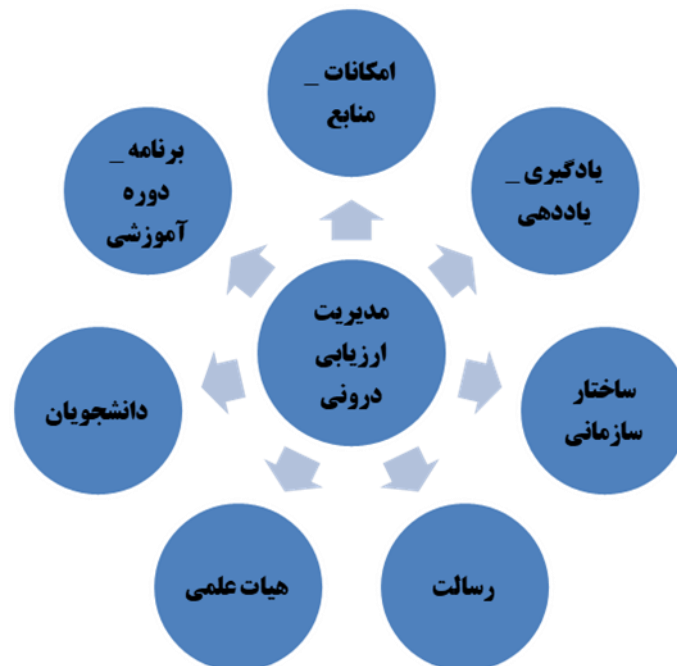 امکانات _
منابع
یادگیری _
یاددهی
ساختار
سازمانی
رسالت
هیات علمی
دانشجویان
برنامه _
دوره
آموزشی
مدیریت
ارزیابی
درونی